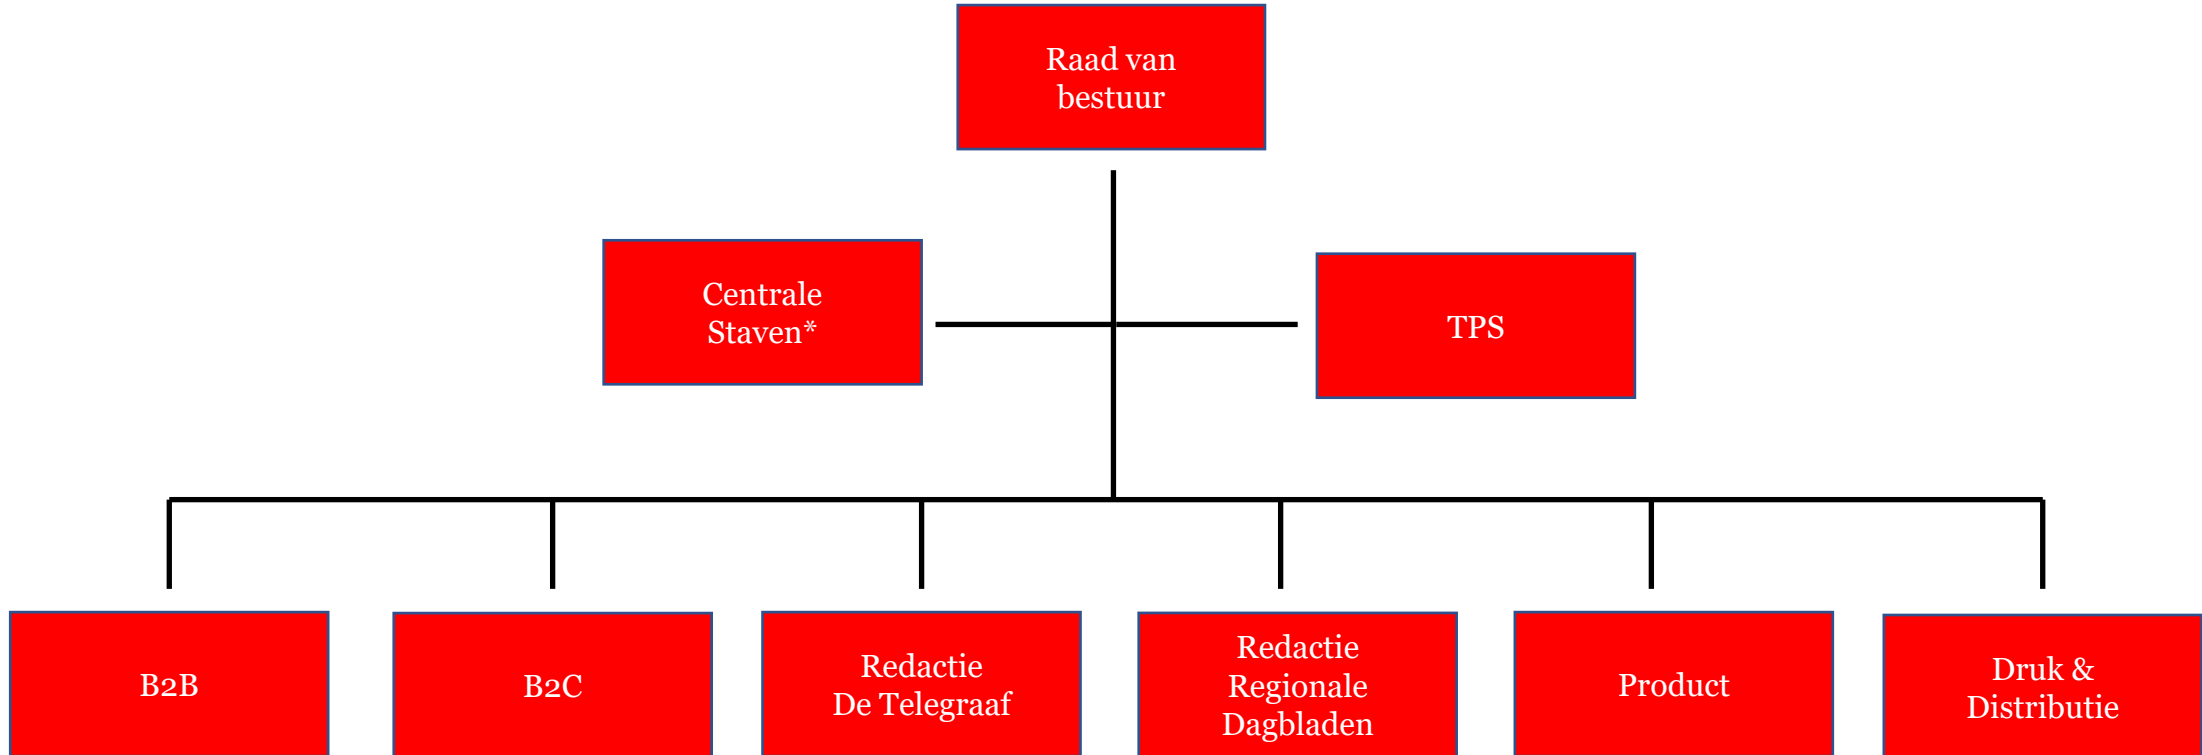 Raad van
bestuur
Centrale
Staven*
TPS
B2B
B2C
Redactie
De Telegraaf
Redactie
Regionale
Dagbladen
Product
Druk &
Distributie